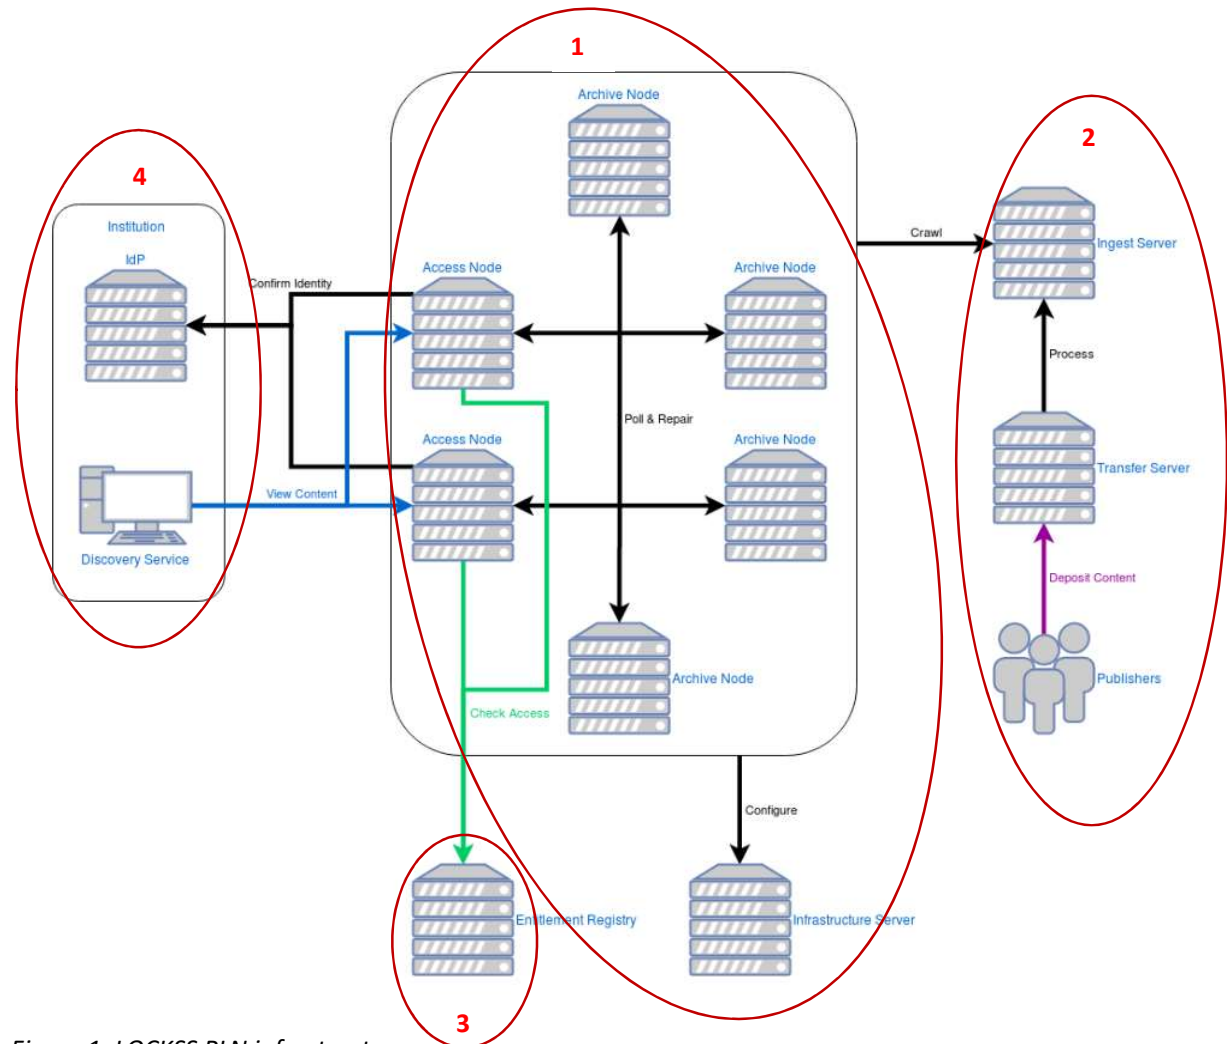 1
Archive Node
2
4
Institution
IdP
Crawl
Ingest Server
Access Node
Archive Node
Confirm Identity
Process
Poll & Repair
Access Node
Archive Node
Transfer Server
View Content
Discovery Service
Deposit Content
Archive Node
Publishers
Check Access
Configure
Entitlement Registry
Infrastructure Server
3
LOCKSS PLN